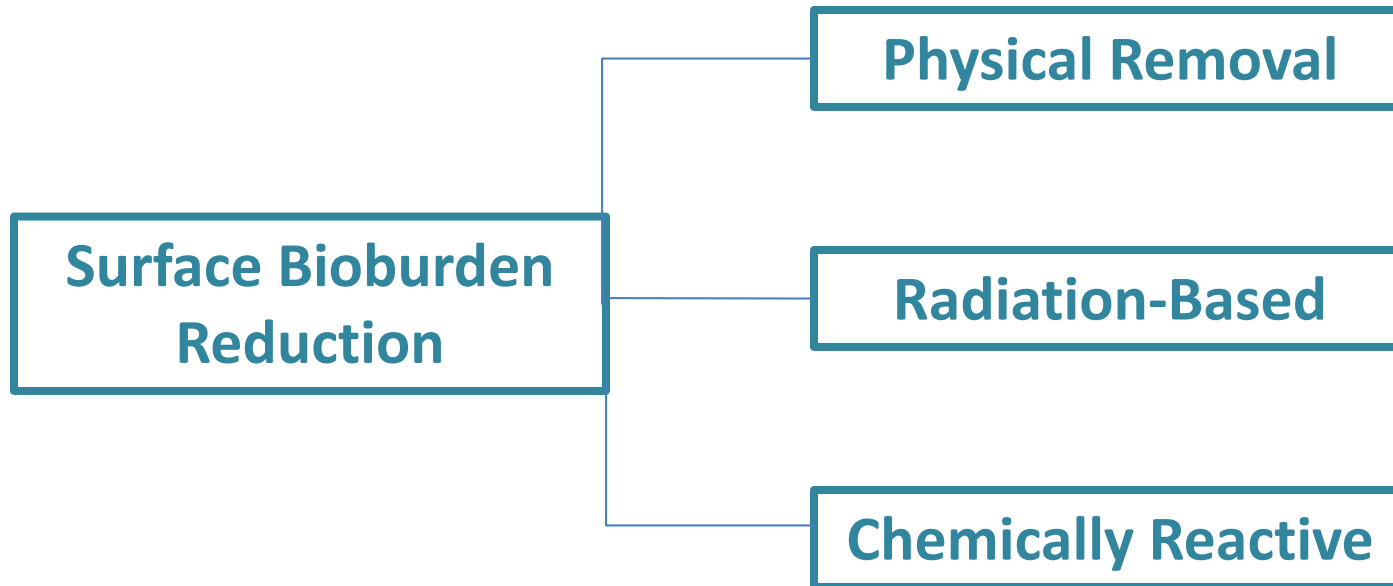 Physical Removal
Surface Bioburden
Reduction
Radiation-Based
Chemically Reactive